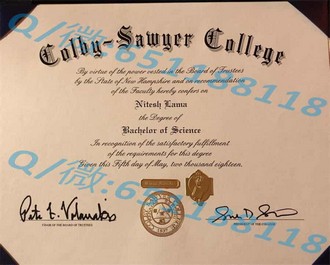 Colby-Sawyer College
By virtue of the power vested in the Board of Trustees
by the State of New Hampshire and on recommendation
of the Faculty hereby confers on
Nitesh Lama
the Degree of
Bachelor of Science
In recognition of the satisfactory fulfillment
of the requirements for this degree
Given this Fifth day of May, two thousand eighteen.
CHAIR OF THE BOARD OF TRUSTEES
Q/微:651188118
Q/微:651188118